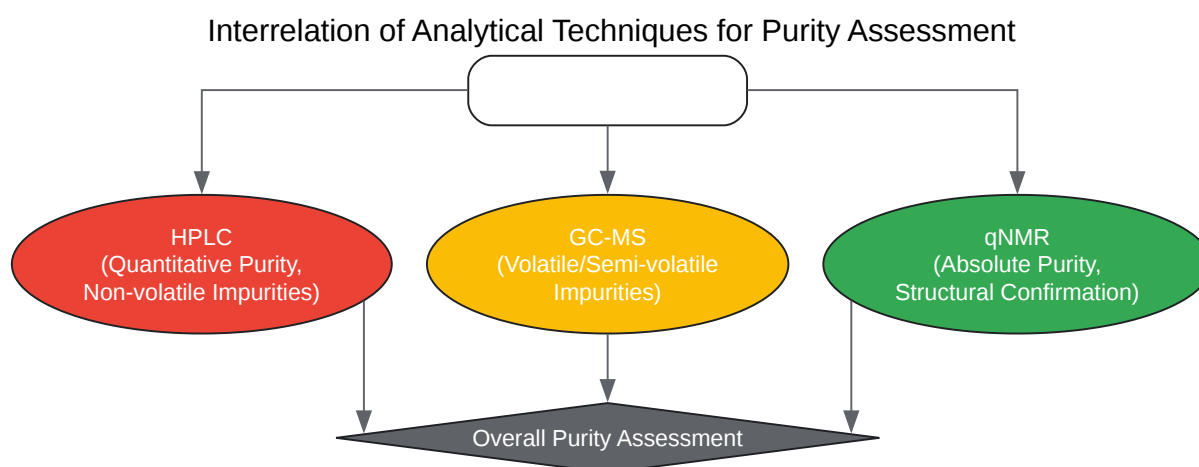 Interrelation of Analytical Techniques for Purity Assessment
HPLC
(Quantitative Purity,
Non-volatile Impurities)
GC-MS
(Volatile/Semi-volatile
Impurities)
qNMR
(Absolute Purity,
Structural Confirmation)
Overall Purity Assessment